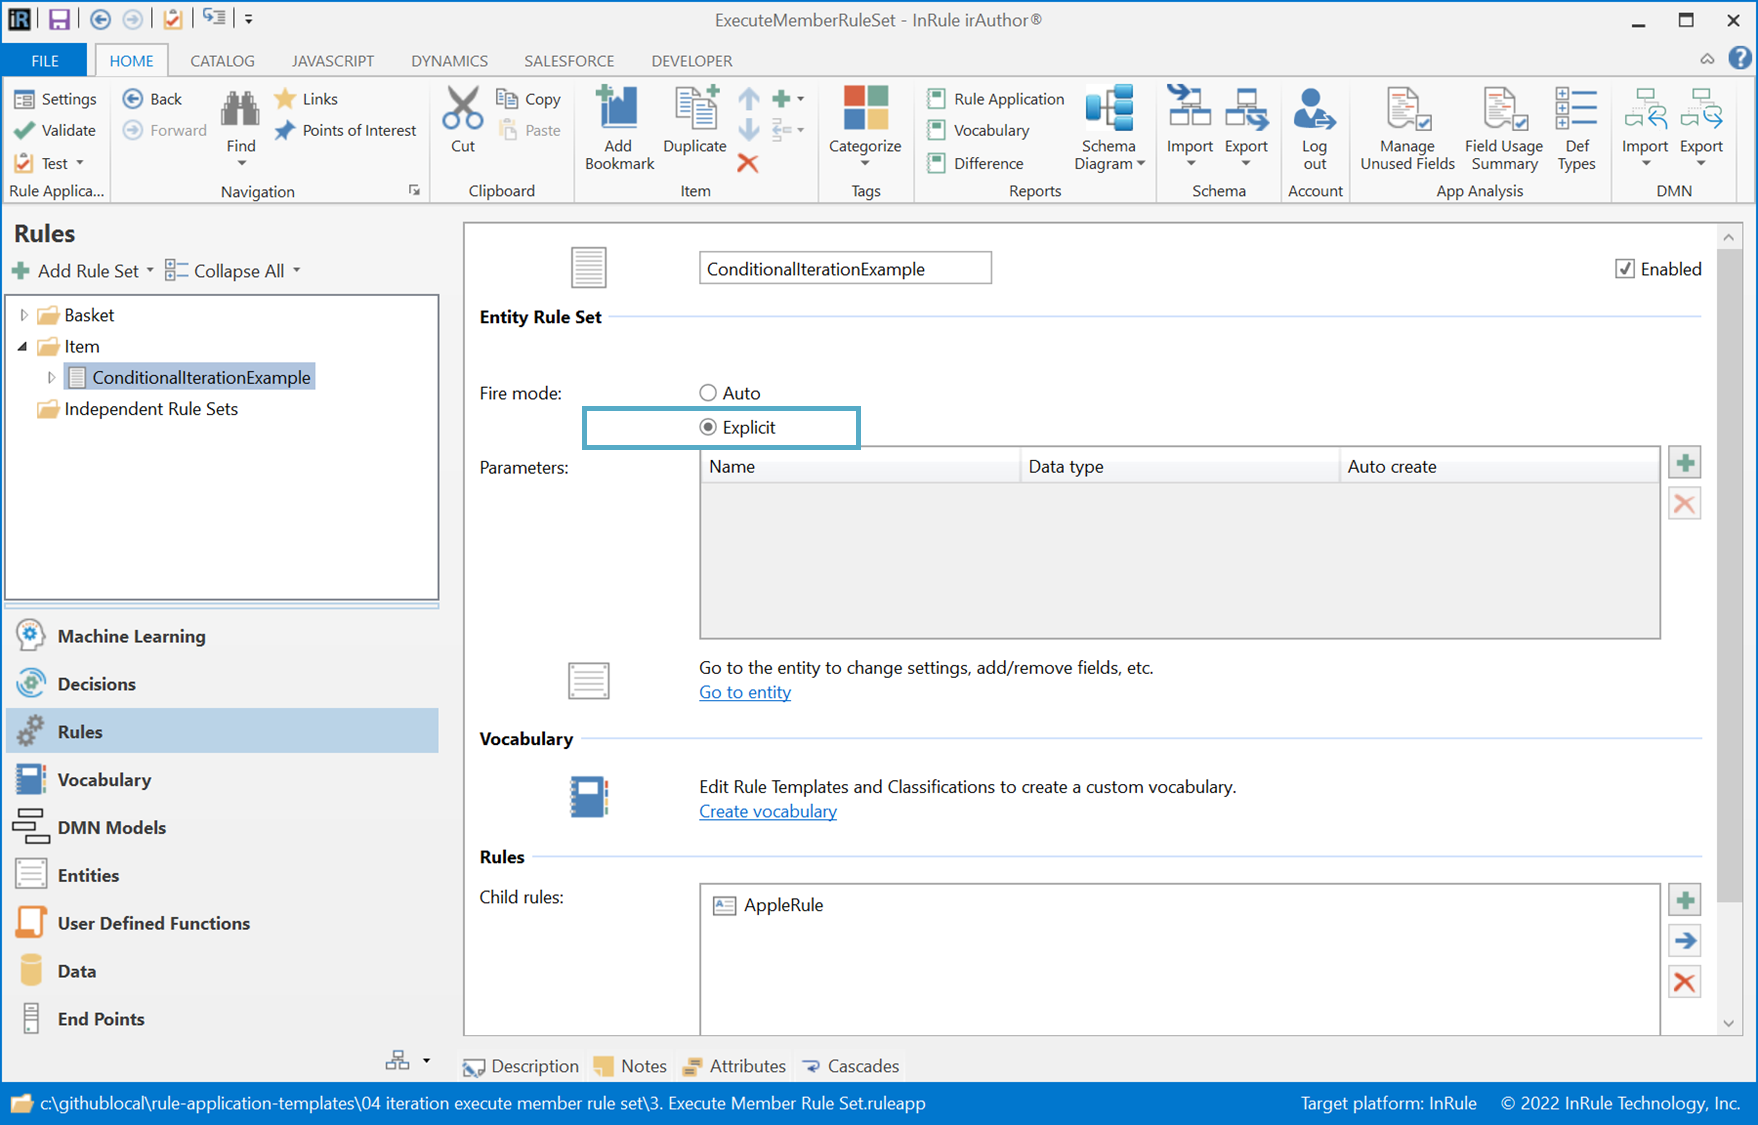 iR
ExecuteMemberRuleSet - InRule irAuthor®
FILE HOME CATALOG JAVASCRIPT DYNAMICS SALESFORCE DEVELOPER
Settings
Validate
Test
Rule Applica...
Back
Forward
Find
Links
Points of Interest
Navigation
Cut
Copy
Paste
Clipboard
Add
Bookmark
Duplicate
Item
Categorize
Tags
Rule Application
Vocabulary
Difference
Schema
Diagram
Reports
Import
Export
Schema
Log
out
Account
Manage
Unused Fields
Field Usage
Summary
Def
Types
App Analysis
Import
Export
DMN
Rules
Add Rule Set Collapse All
Basket
Item
ConditionalIterationExample
Independent Rule Sets
Machine Learning
Decisions
Rules
Vocabulary
DMN Models
Entities
User Defined Functions
Data
End Points
ConditionalIterationExample
Enabled
Entity Rule Set
Fire mode:
Auto
Explicit
Parameters:
Name Data type Auto create
Go to the entity to change settings, add/remove fields, etc.
Go to entity
Vocabulary
Edit Rule Templates and Classifications to create a custom vocabulary.
Create vocabulary
Rules
Child rules:
AppleRule
Description Notes Attributes Cascades
c:\githublocal\rule-application-templates\04 iteration execute member rule set\3. Execute Member Rule Set.ruleapp
Target platform: InRule © 2022 InRule Technology, Inc.